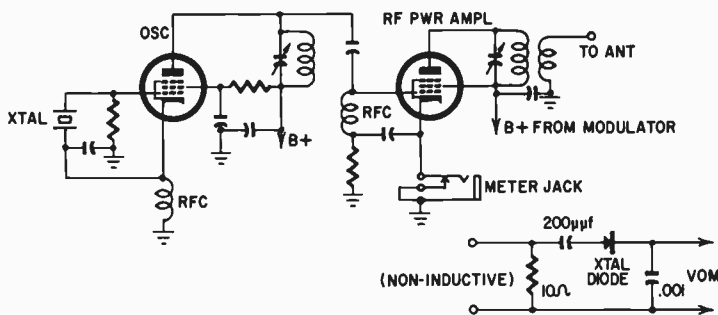 OSC
RF PWR AMPL
TO ANT
XTAL
RFC
B+
B+ FROM MODULATOR
RFC
METER JACK
200μμf
(NON-INDUCTIVE)
10Ω
XTAL
DIODE
.001
VOM